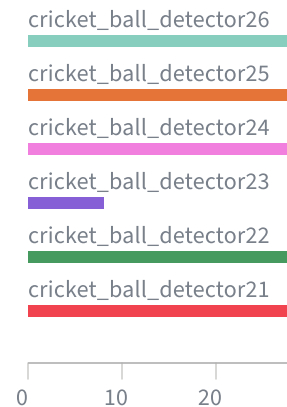 cricket_ball_detector26
cricket_ball_detector25
cricket_ball_detector24
cricket_ball_detector23
cricket_ball_detector22
cricket_ball_detector21
0 10 20